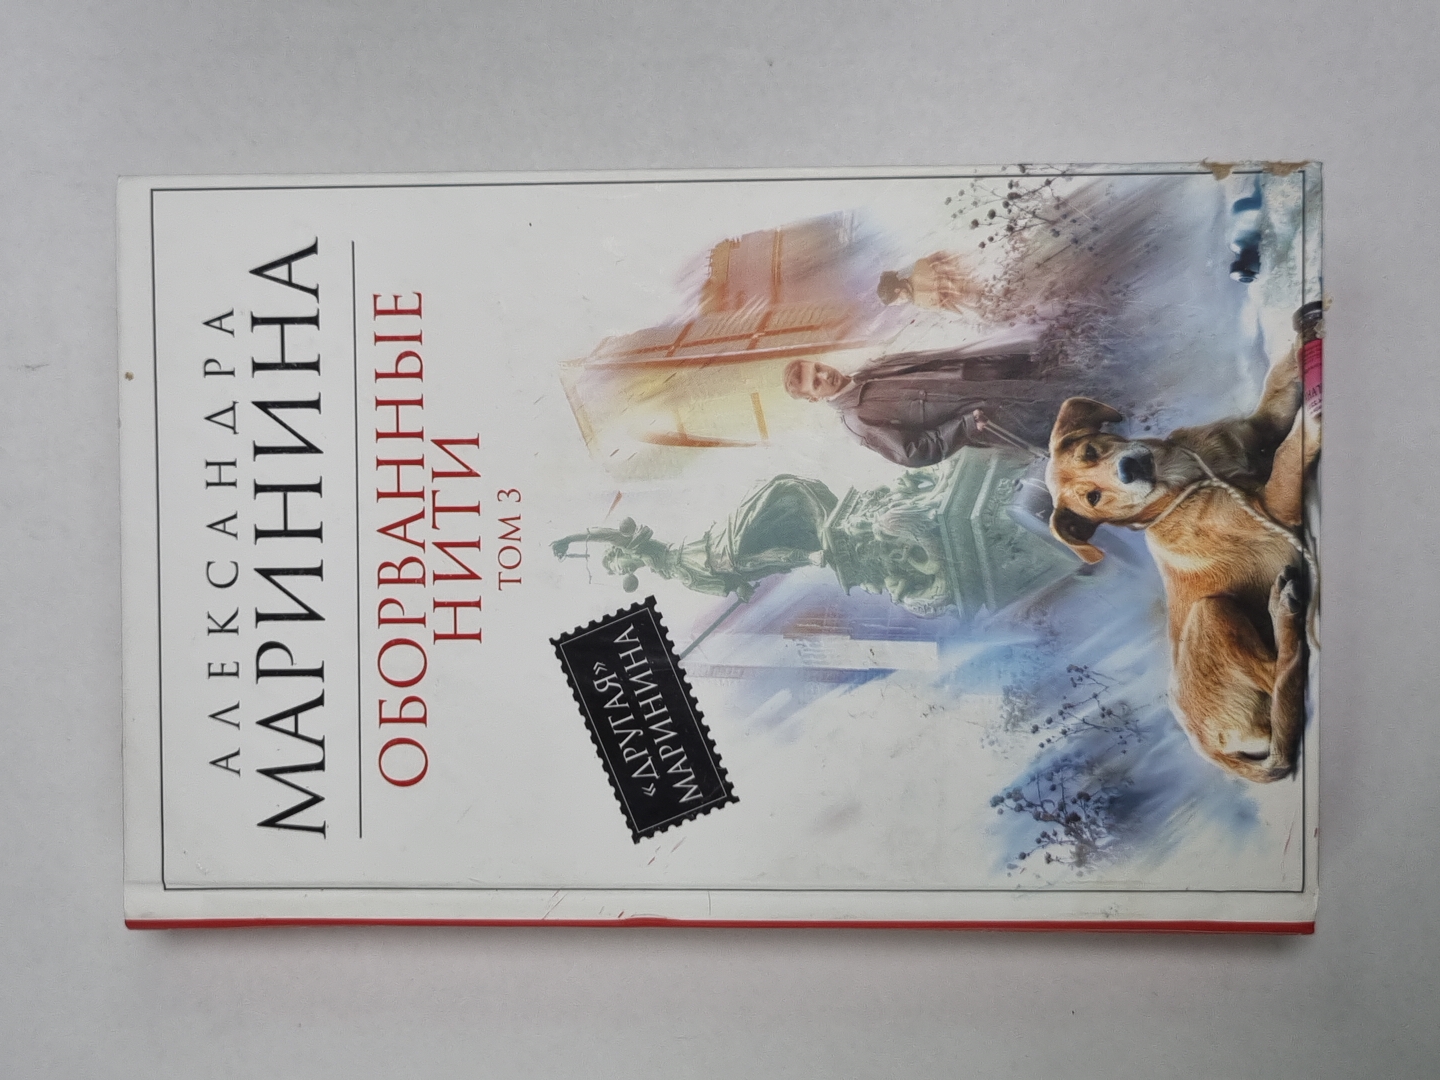 АЛЕКСАНДРА
МАРИНИНА
ОБОРВАННЫЕ
НИТИ
ТОМ 3
«ДРУГАЯ»
МАРИНИНА